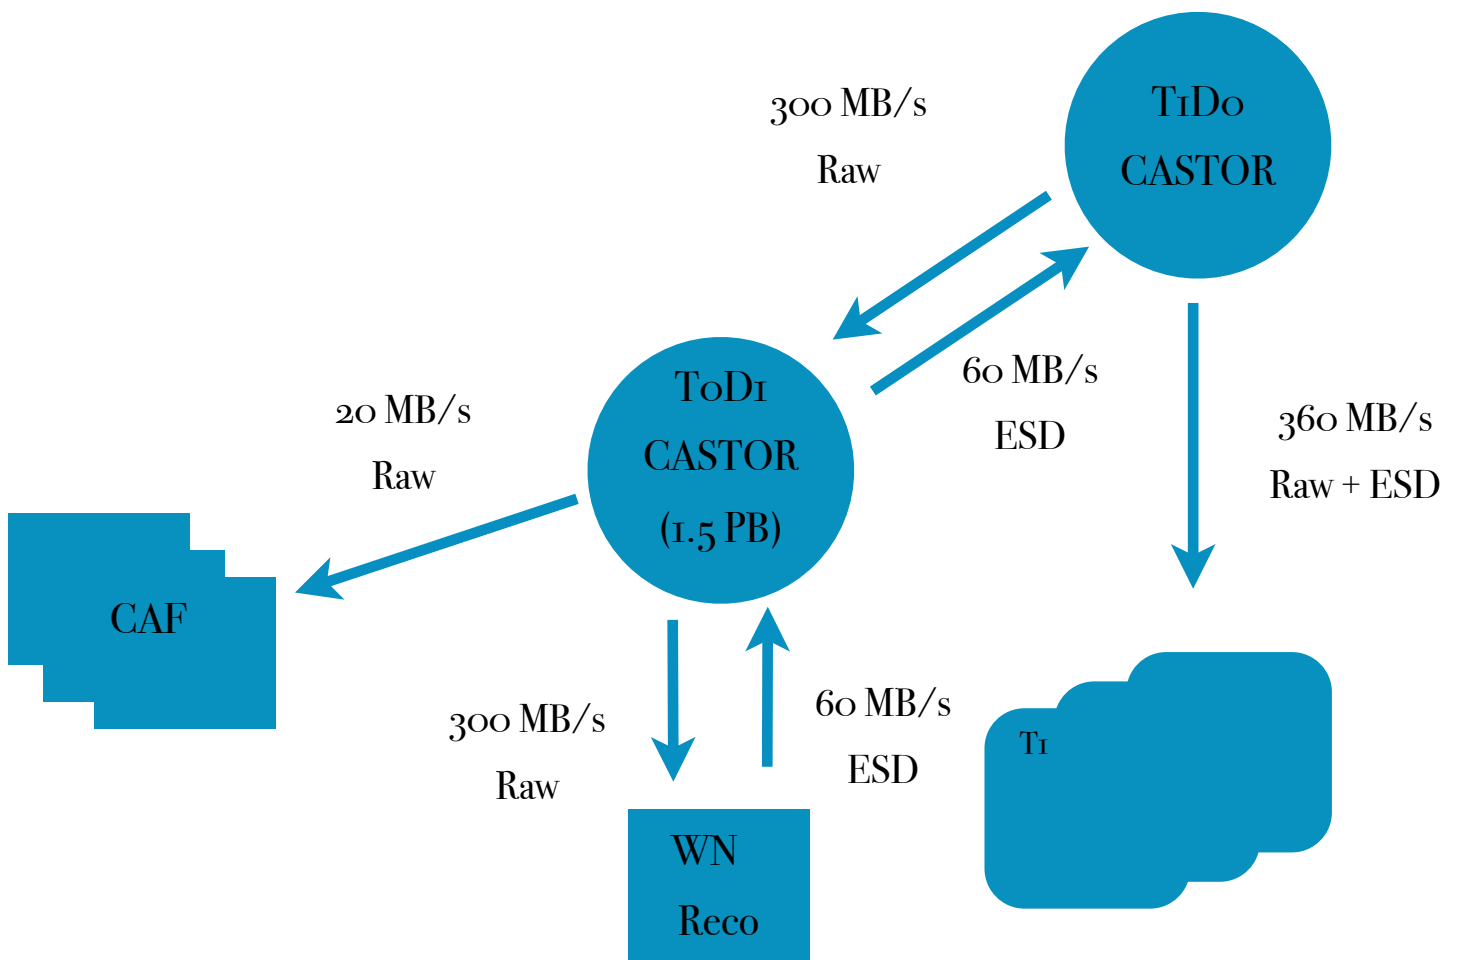 300 MB/s
Raw
T1D0
CASTOR
60 MB/s
ESD
360 MB/s
Raw + ESD
T0D1
CASTOR
(1.5 PB)
20 MB/s
Raw
CAF
300 MB/s
Raw
60 MB/s
ESD
T1
WN
Reco